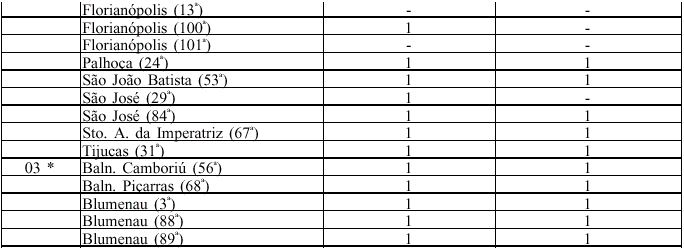 Florianópolis (13ª) - -
Florianópolis (100ª) 1 -
Florianópolis (101ª) - -
Palhoça (24ª) 1 1
São João Batista (53ª) 1 1
São José (29ª) 1 -
São José (84ª) 1 1
Sto. A. da Imperatriz (67ª) 1 1
Tijucas (31ª) 1 1
03 * Baln. Camboriú (56ª) 1 1
Baln. Piçarras (68ª) 1 1
Blumenau (3ª) 1 1
Blumenau (88ª) 1 1
Blumenau (89ª) 1 1